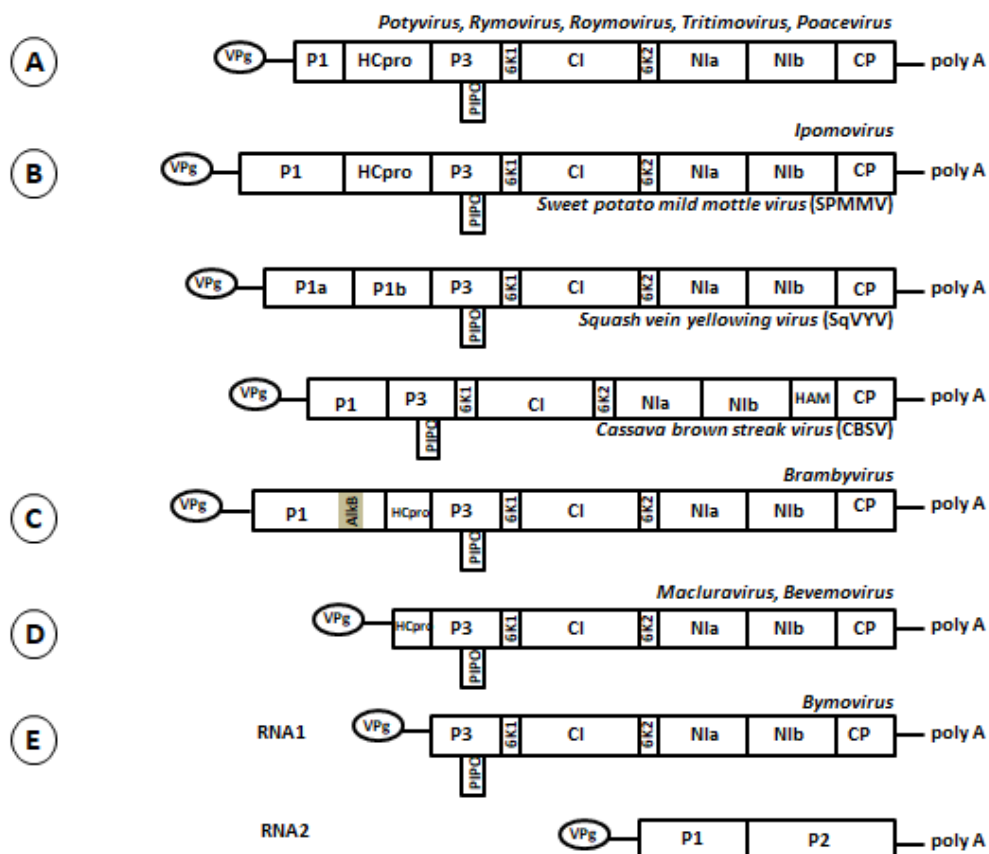 Potyvirus, Rymovirus, Roymovirus, Tritimovirus, Poacevirus
A VPg P1 HCpro P3 6K1 CI 6K2 NIa NIb CP poly A
PIPO
Ipomovirus
B VPg P1 HCpro P3 6K1 CI 6K2 NIa NIb CP poly A
PIPO Sweet potato mild mottle virus (SPMMV)
VPg P1a P1b P3 6K1 CI 6K2 NIa NIb CP poly A
PIPO Squash vein yellowing virus (SqVYV)
VPg P1 P3 6K1 CI 6K2 NIa NIb HAM CP poly A
PIPO Cassava brown streak virus (CBSV)
Brambyvirus
C VPg P1 AlkB HCpro P3 6K1 CI 6K2 NIa NIb CP poly A
PIPO
Macluravirus, Bevemovirus
D VPg HCpro P3 6K1 CI 6K2 NIa NIb CP poly A
PIPO
Bymovirus
E RNA1 VPg P3 6K1 CI 6K2 NIa NIb CP poly A
PIPO
RNA2 VPg P1 P2 poly A